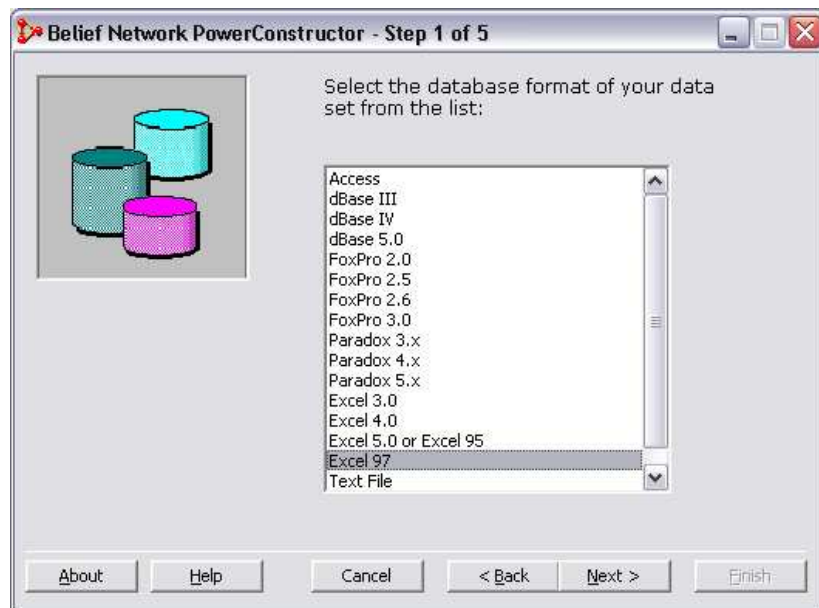 Belief Network PowerConstructor - Step 1 of 5
Select the database format of your data
set from the list:
Access
dBase III
dBase IV
dBase 5.0
FoxPro 2.0
FoxPro 2.5
FoxPro 2.6
FoxPro 3.0
Paradox 3.x
Paradox 4.x
Paradox 5.x
Excel 3.0
Excel 4.0
Excel 5.0 or Excel 95
Excel 97
Text File
About Help Cancel < Back Next > Finish